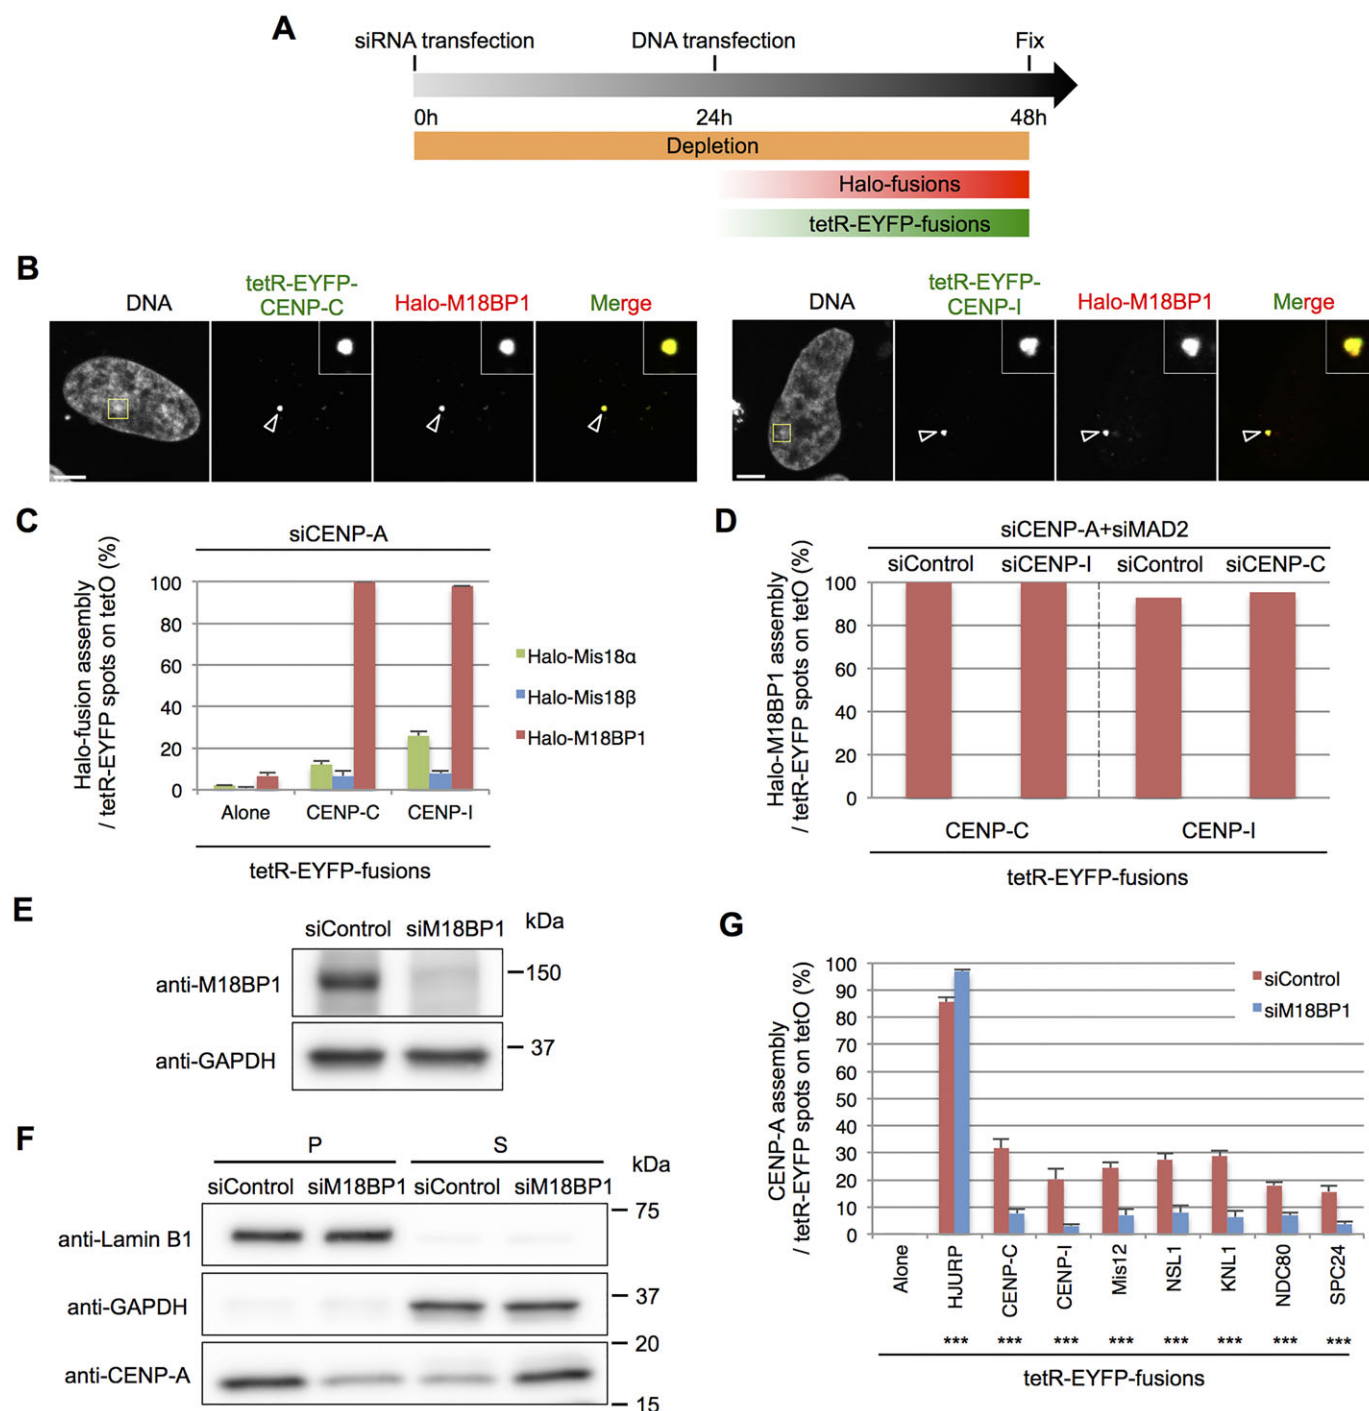 A
siRNA transfection DNA transfection Fix
0h 24h 48h
Depletion
Halo-fusions
tetR-EYFP-fusions
B
DNA tetR-EYFP-CENP-C Halo-M18BP1 Merge
DNA tetR-EYFP-CENP-I Halo-M18BP1 Merge
C
siCENP-A
Halo-fusion assembly
/ tetR-EYFP spots on tetO (%)
100
80
60
40
20
0
Halo-Mis18α
Halo-Mis18β
Halo-M18BP1
Alone CENP-C CENP-I
tetR-EYFP-fusions
D
siCENP-A+siMAD2
siControl siCENP-I siControl siCENP-C
Halo-M18BP1 assembly
/ tetR-EYFP spots on tetO (%)
100
80
60
40
20
0
CENP-C CENP-I
tetR-EYFP-fusions
E
siControl siM18BP1 kDa
anti-M18BP1 150
anti-GAPDH 37
F
P S
siControl siM18BP1 siControl siM18BP1 kDa
anti-Lamin B1 75
anti-GAPDH 37
20
anti-CENP-A
15
G
CENP-A assembly
/ tetR-EYFP spots on tetO (%)
100
90
80
70
60
50
40
30
20
10
0
siControl
siM18BP1
Alone HJURP CENP-C CENP-I Mis12 NSL1 KNL1 NDC80 SPC24
*** *** *** *** *** *** *** ***
tetR-EYFP-fusions